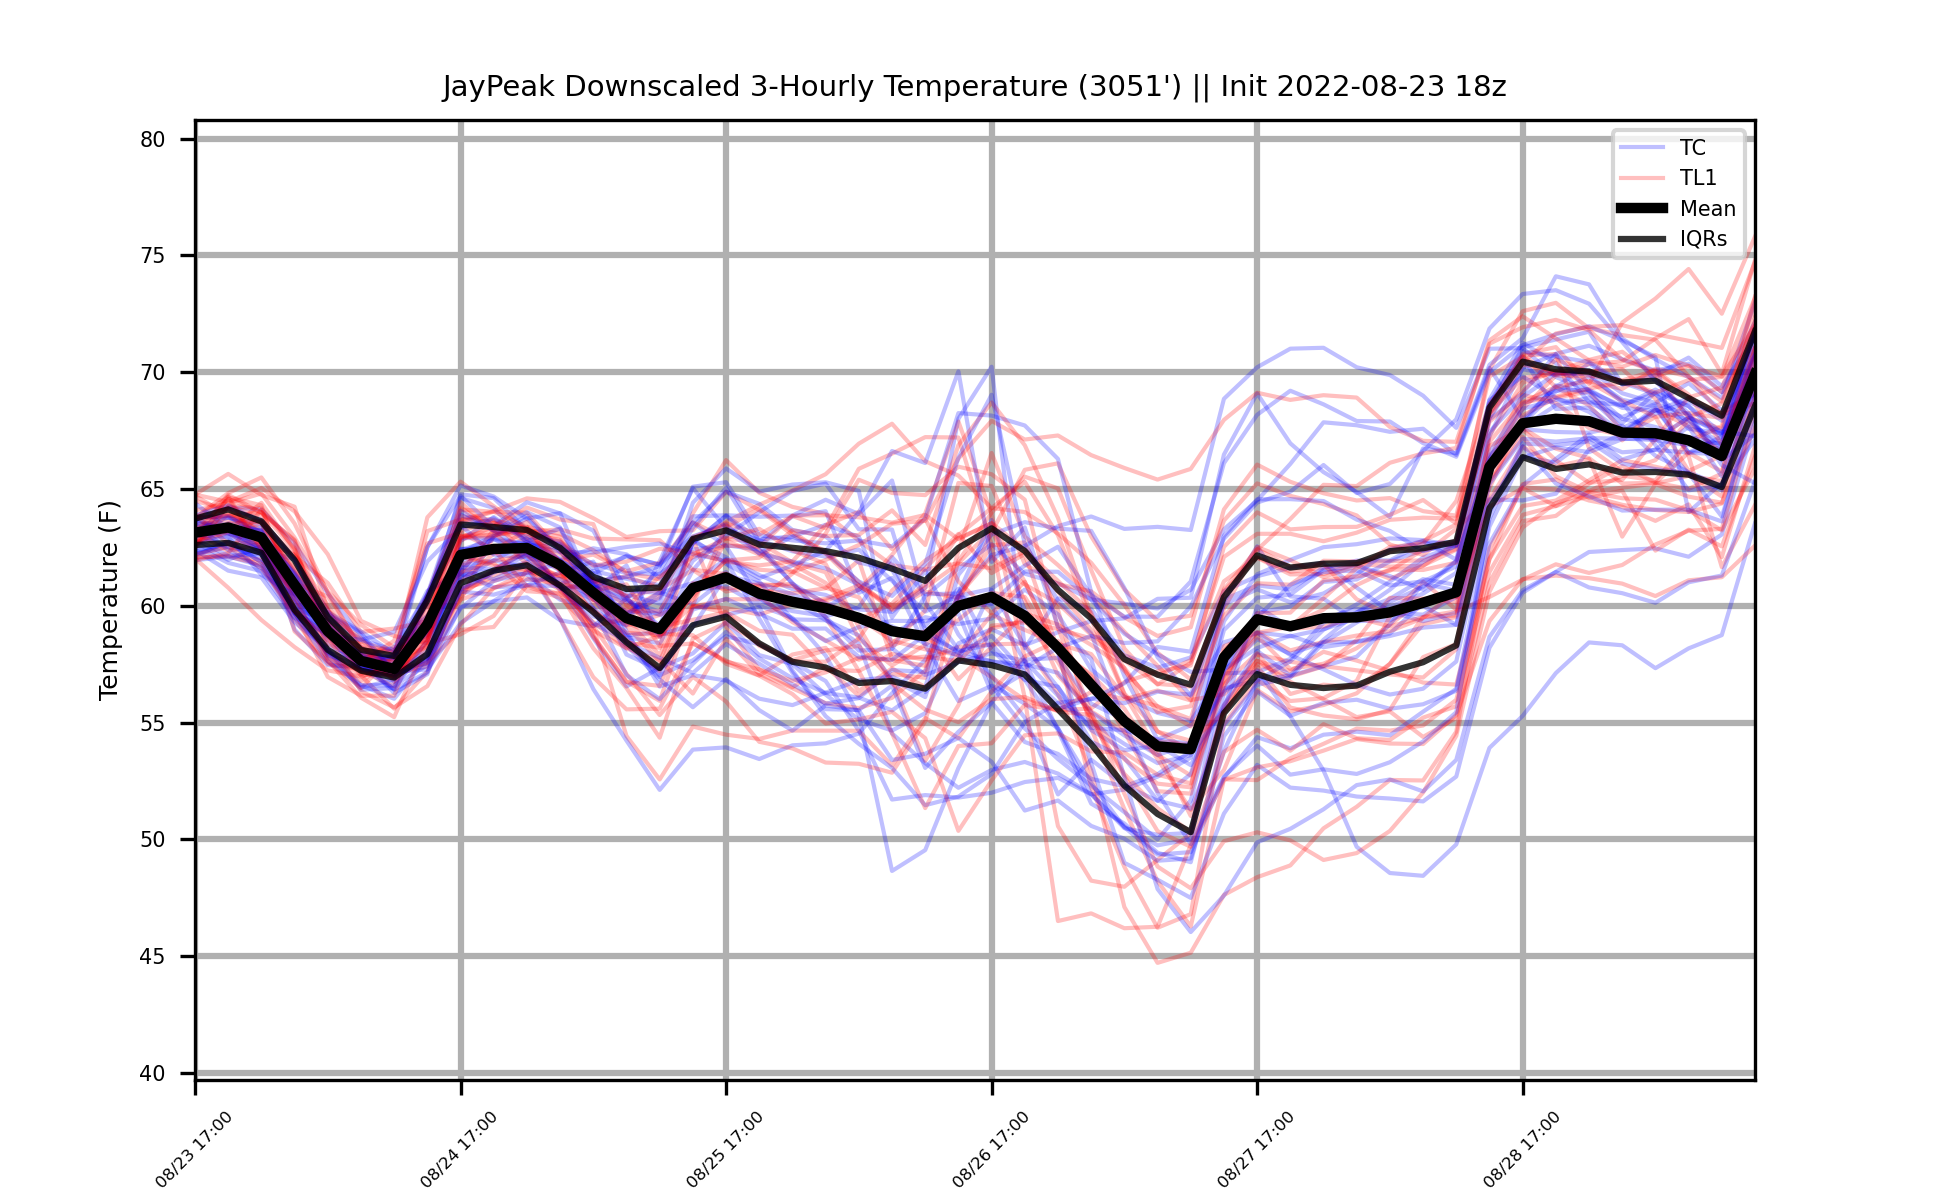 JayPeak Downscaled 3-Hourly Temperature (3051') || Init 2022-08-23 18z
TC
TL1
Mean
IQRs
Temperature (F)
80
75
70
65
60
55
50
45
40
08/23 17:00
08/24 17:00
08/25 17:00
08/26 17:00
08/27 17:00
08/28 17:00